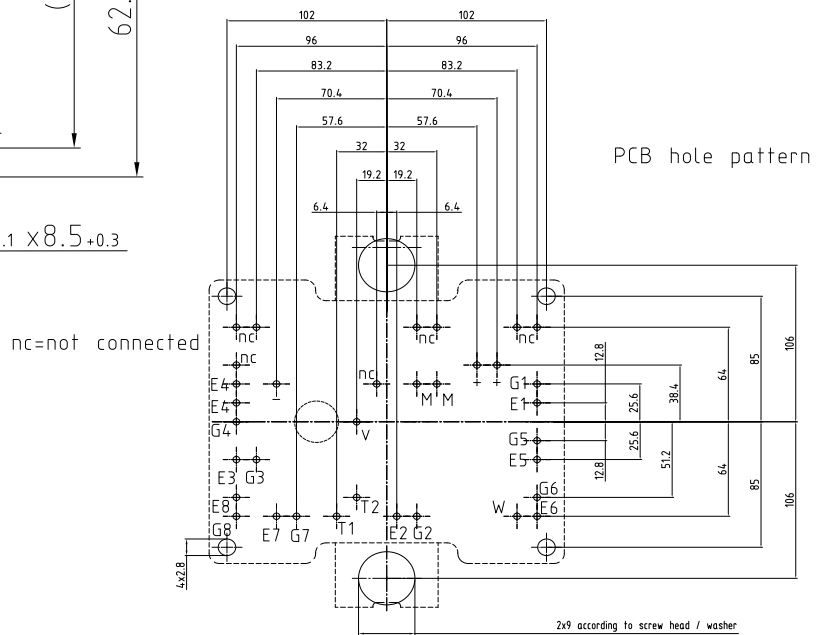 (
62.
.1 x8.5+0.3
nc=not connected
PCB hole pattern
102 102
96 96
83.2 83.2
70.4 70.4
57.6 57.6
32 32
19.2 19.2
6.4 6.4
nc nc nc
nc nc
E4 - M M + + G1
E4 E1
G4 V G5
E3 G3 E5
E8 T2 G6
G8 E7 G7 T1 E2 G2 W E6
12.8 25.6 38.4 64 85 106
12.8 25.6 51.2 64 85 106
4x2.8
2x9 according to screw head / washer